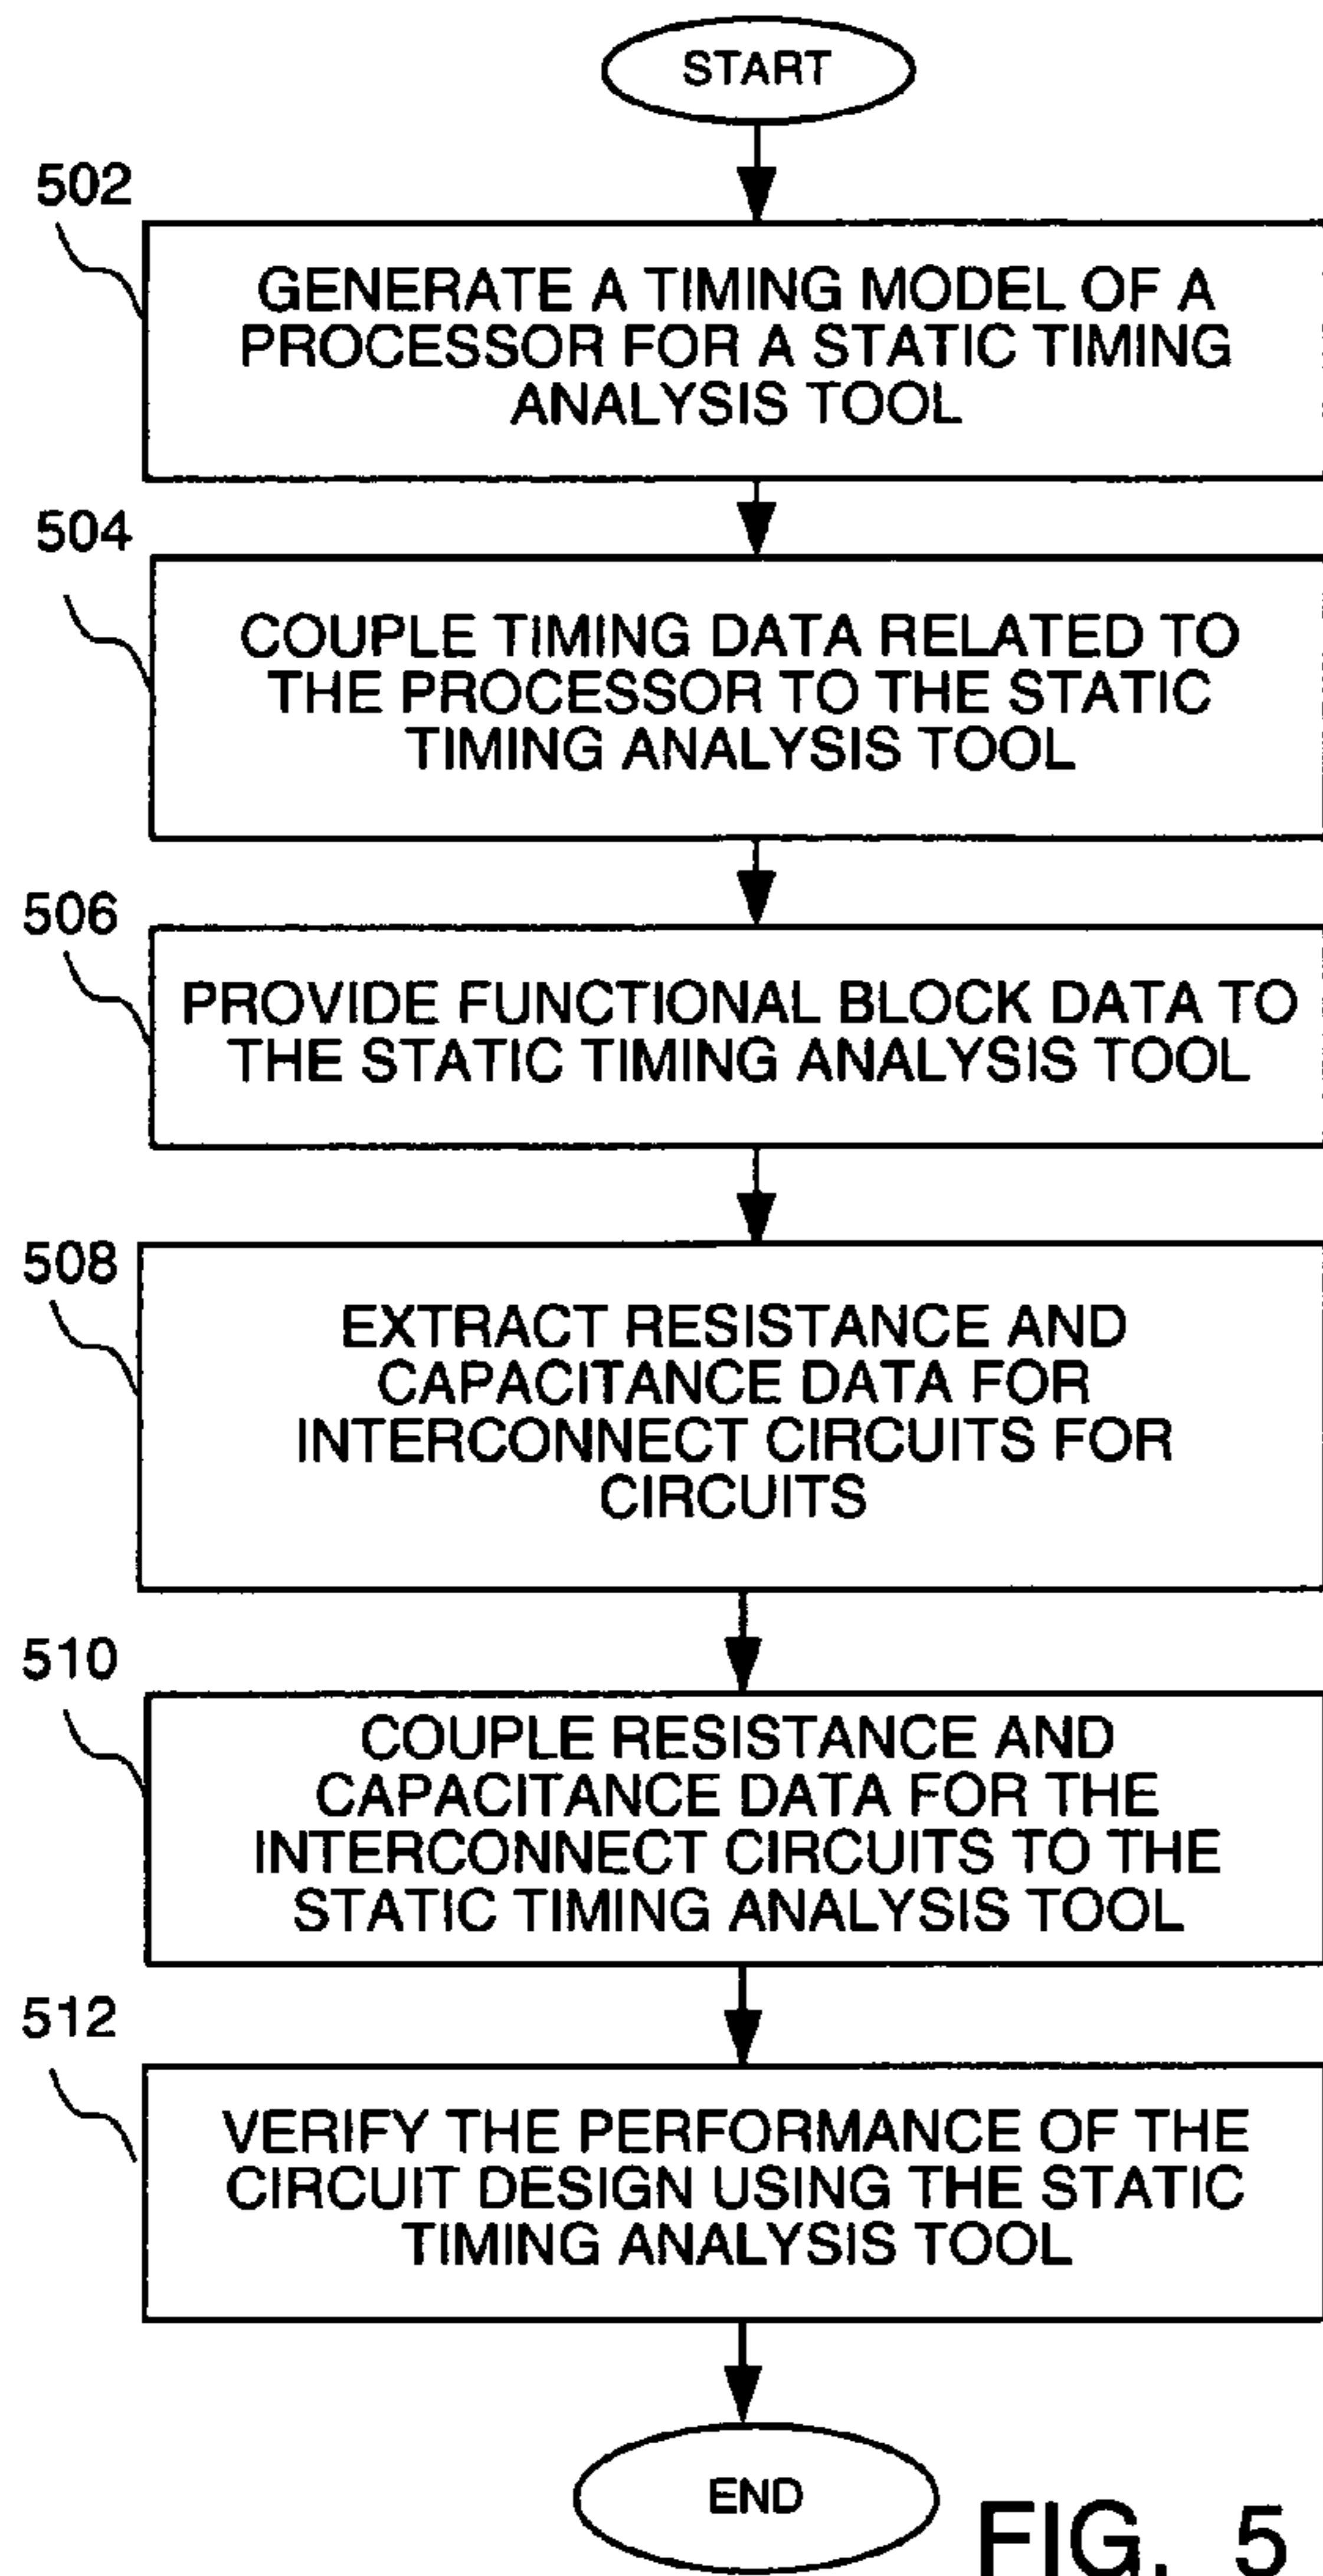 START
502
GENERATE A TIMING MODEL OF A
PROCESSOR FOR A STATIC TIMING
ANALYSIS TOOL
504
COUPLE TIMING DATA RELATED TO
THE PROCESSOR TO THE STATIC
TIMING ANALYSIS TOOL
506
PROVIDE FUNCTIONAL BLOCK DATA TO
THE STATIC TIMING ANALYSIS TOOL
508
EXTRACT RESISTANCE AND
CAPACITANCE DATA FOR
INTERCONNECT CIRCUITS FOR
CIRCUITS
510
COUPLE RESISTANCE AND
CAPACITANCE DATA FOR THE
INTERCONNECT CIRCUITS TO THE
STATIC TIMING ANALYSIS TOOL
512
VERIFY THE PERFORMANCE OF THE
CIRCUIT DESIGN USING THE STATIC
TIMING ANALYSIS TOOL
END
FIG. 5